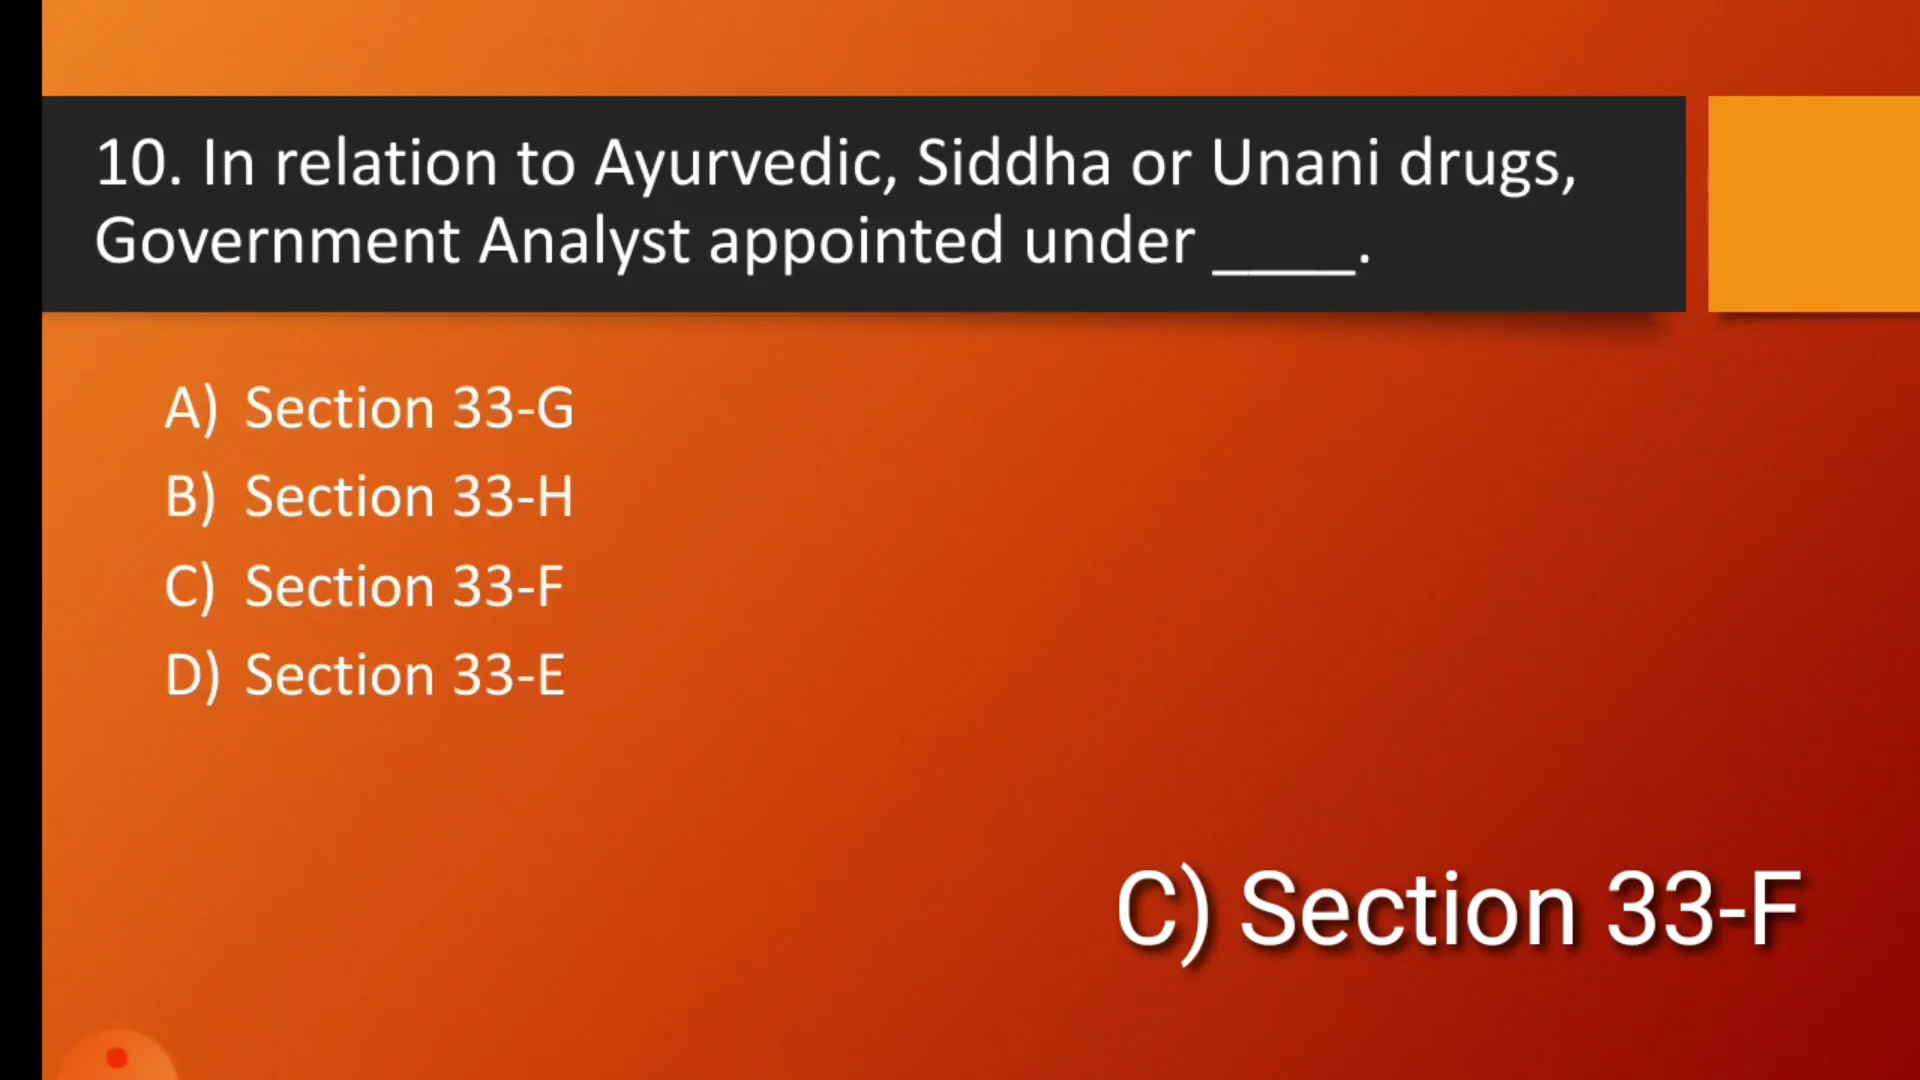 10. In relation to Ayurvedic, Siddha or Unani drugs,
Government Analyst appointed under ____.
A) Section 33-G
B) Section 33-H
C) Section 33-F
D) Section 33-E
C) Section 33-F